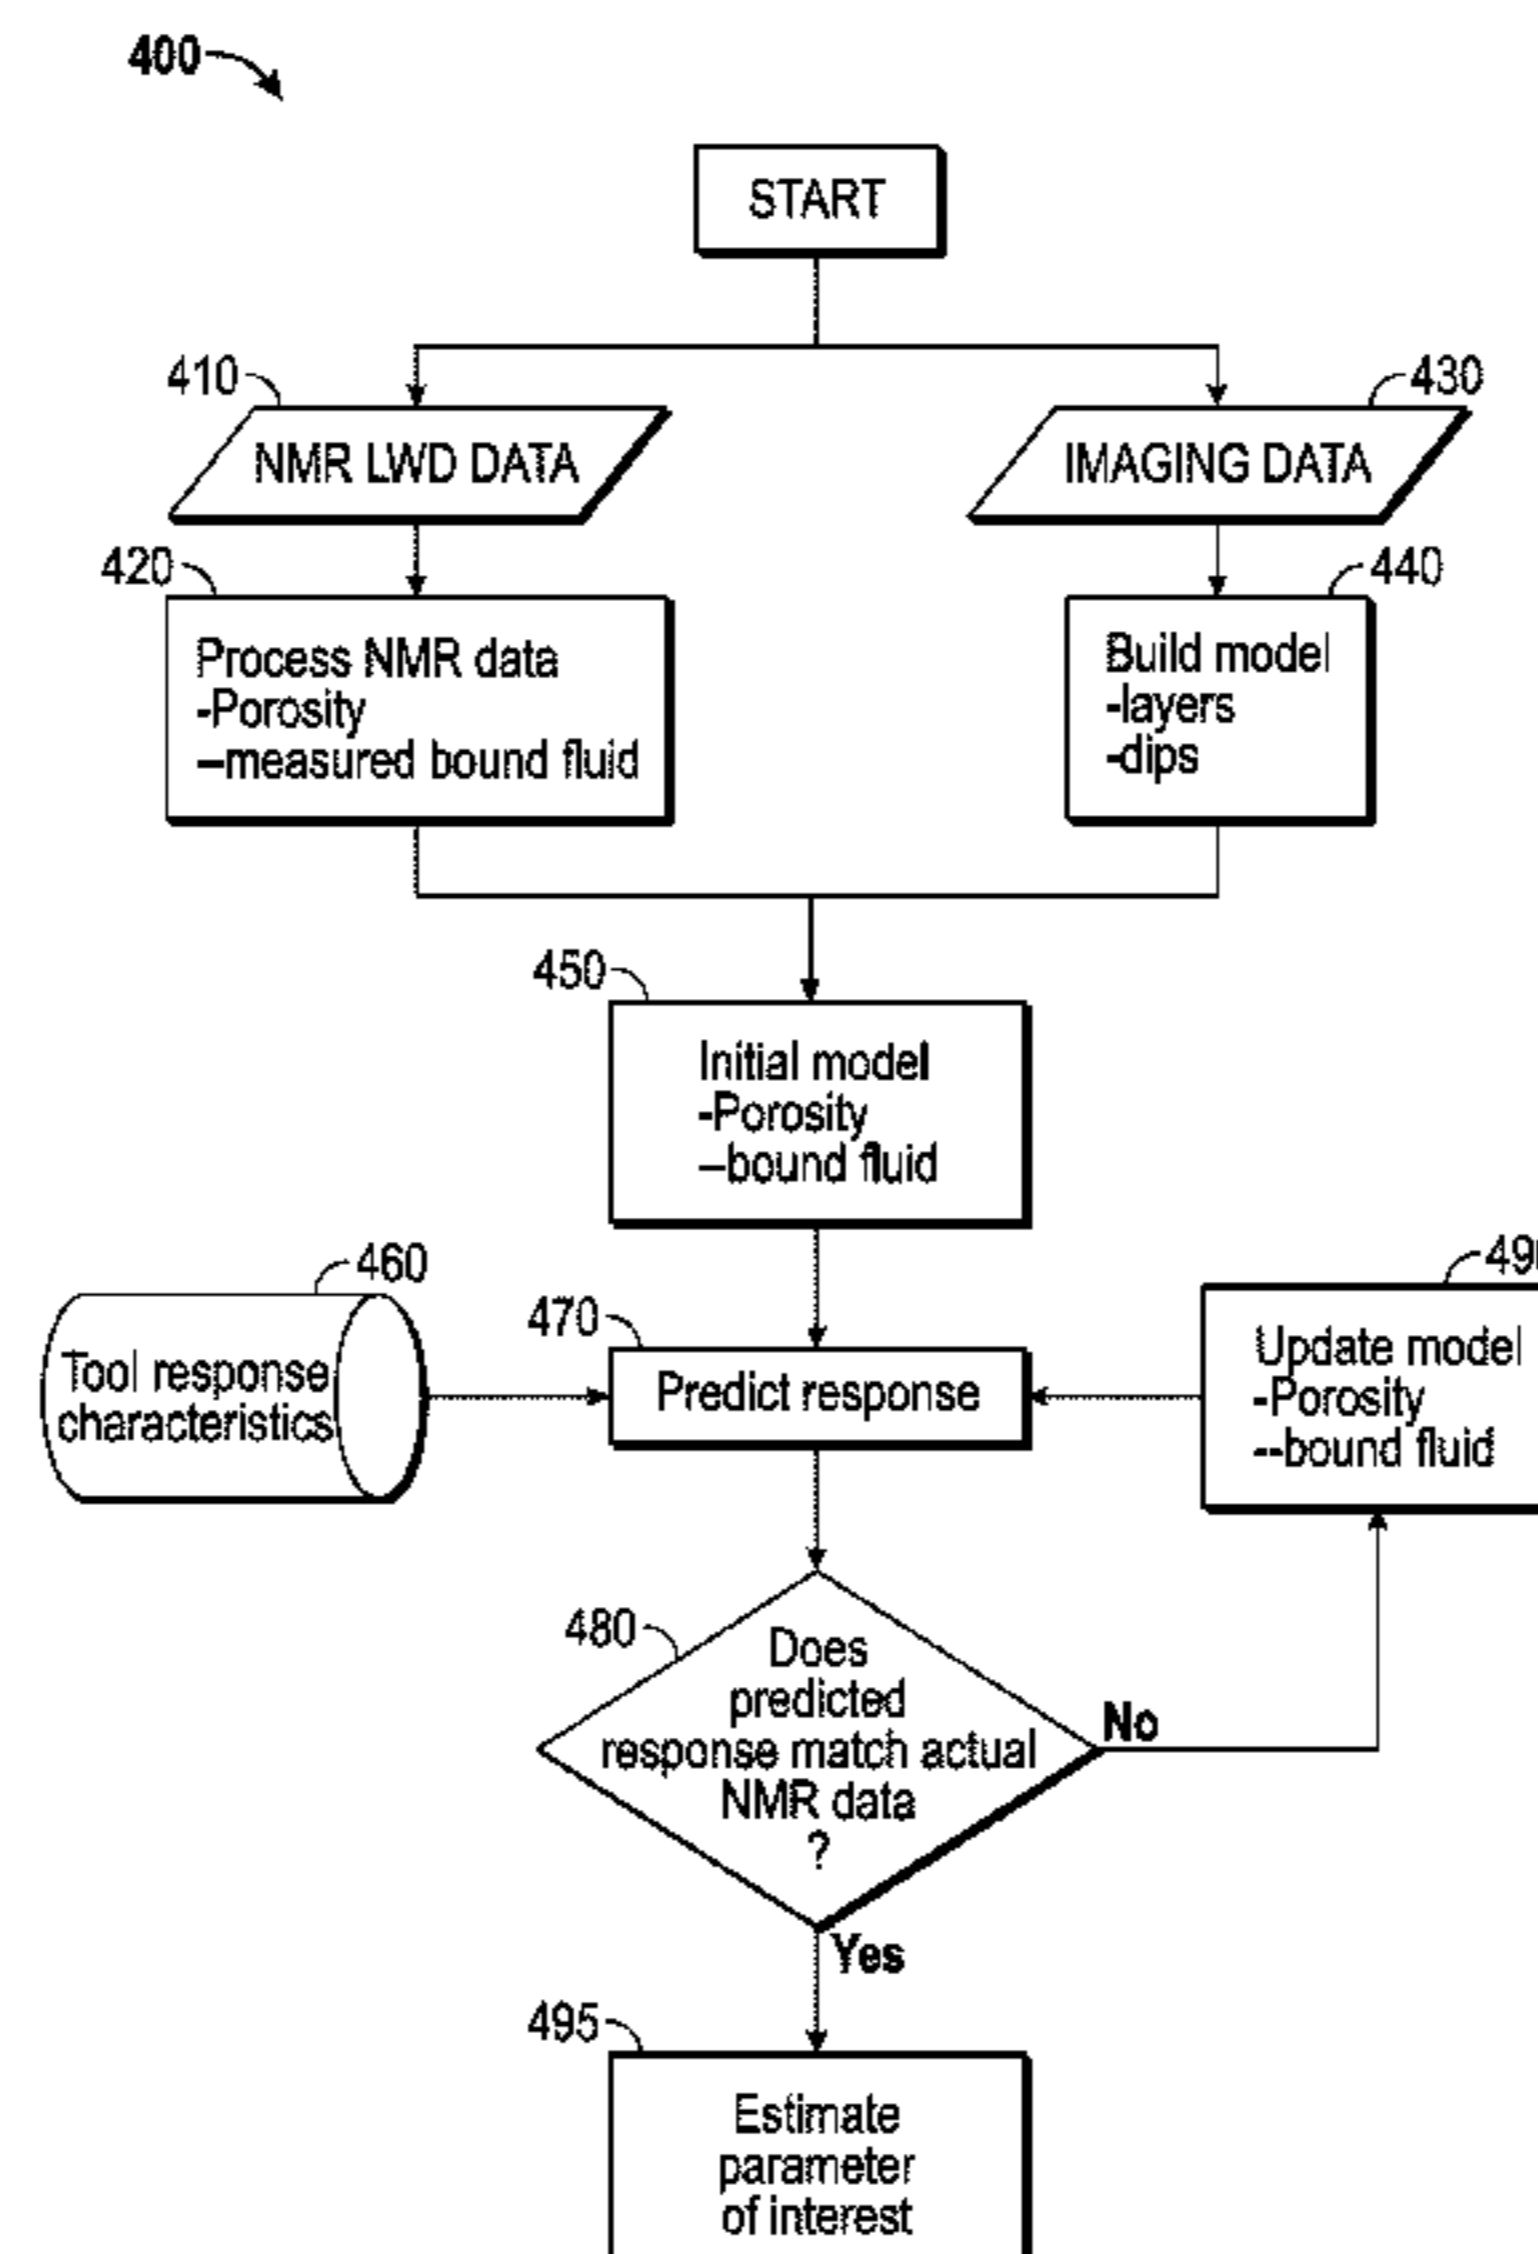 400
START
410
430
NMR LWD DATA
IMAGING DATA
420
440
Process NMR data
-Porosity
--measured bound fluid
Build model
-layers
-dips
450
Initial model
-Porosity
--bound fluid
460
Tool response
characteristics
470
Predict response
Update model
-Porosity
--bound fluid
480
Does
predicted
response match actual
NMR data
?
No
Yes
495
Estimate
parameter
of interest